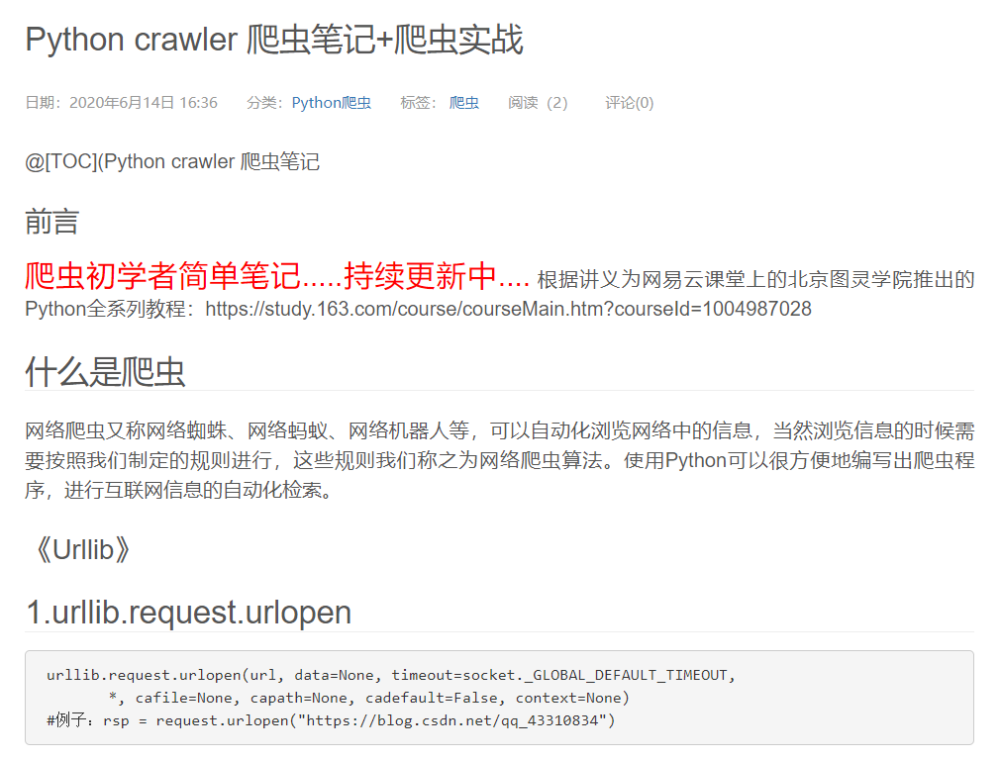 Python crawler 爬虫笔记+爬虫实战
日期：2020年6月14日 16:36 分类：Python爬虫 标签： 爬虫 阅读（2） 评论(0)
@[TOC](Python crawler 爬虫笔记
前言
爬虫初学者简单笔记.....持续更新中.... 根据讲义为网易云课堂上的北京图灵学院推出的
Python全系列教程：https://study.163.com/course/courseMain.htm?courseId=1004987028
什么是爬虫
网络爬虫又称网络蜘蛛、网络蚂蚁、网络机器人等，可以自动化浏览网络中的信息，当然浏览信息的时候需
要按照我们制定的规则进行，这些规则我们称之为网络爬虫算法。使用Python可以很方便地编写出爬虫程
序，进行互联网信息的自动化检索。
《Urllib》
1.urllib.request.urlopen
urllib.request.urlopen(url, data=None, timeout=socket._GLOBAL_DEFAULT_TIMEOUT,
*, cafile=None, capath=None, cadefault=False, context=None)
#例子：rsp = request.urlopen("https://blog.csdn.net/qq_43310834")